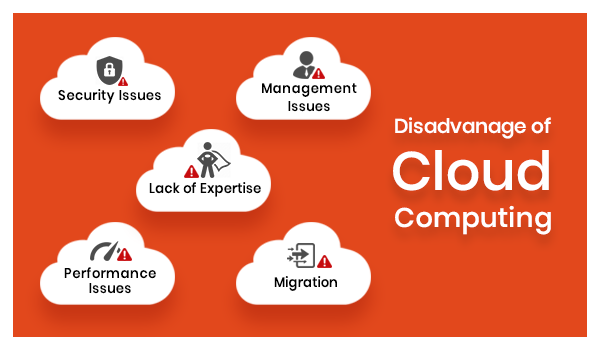 Security Issues
Management
Issues
Lack of Expertise
Performance
Issues
Migration
Disadvanage of
Cloud
Computing